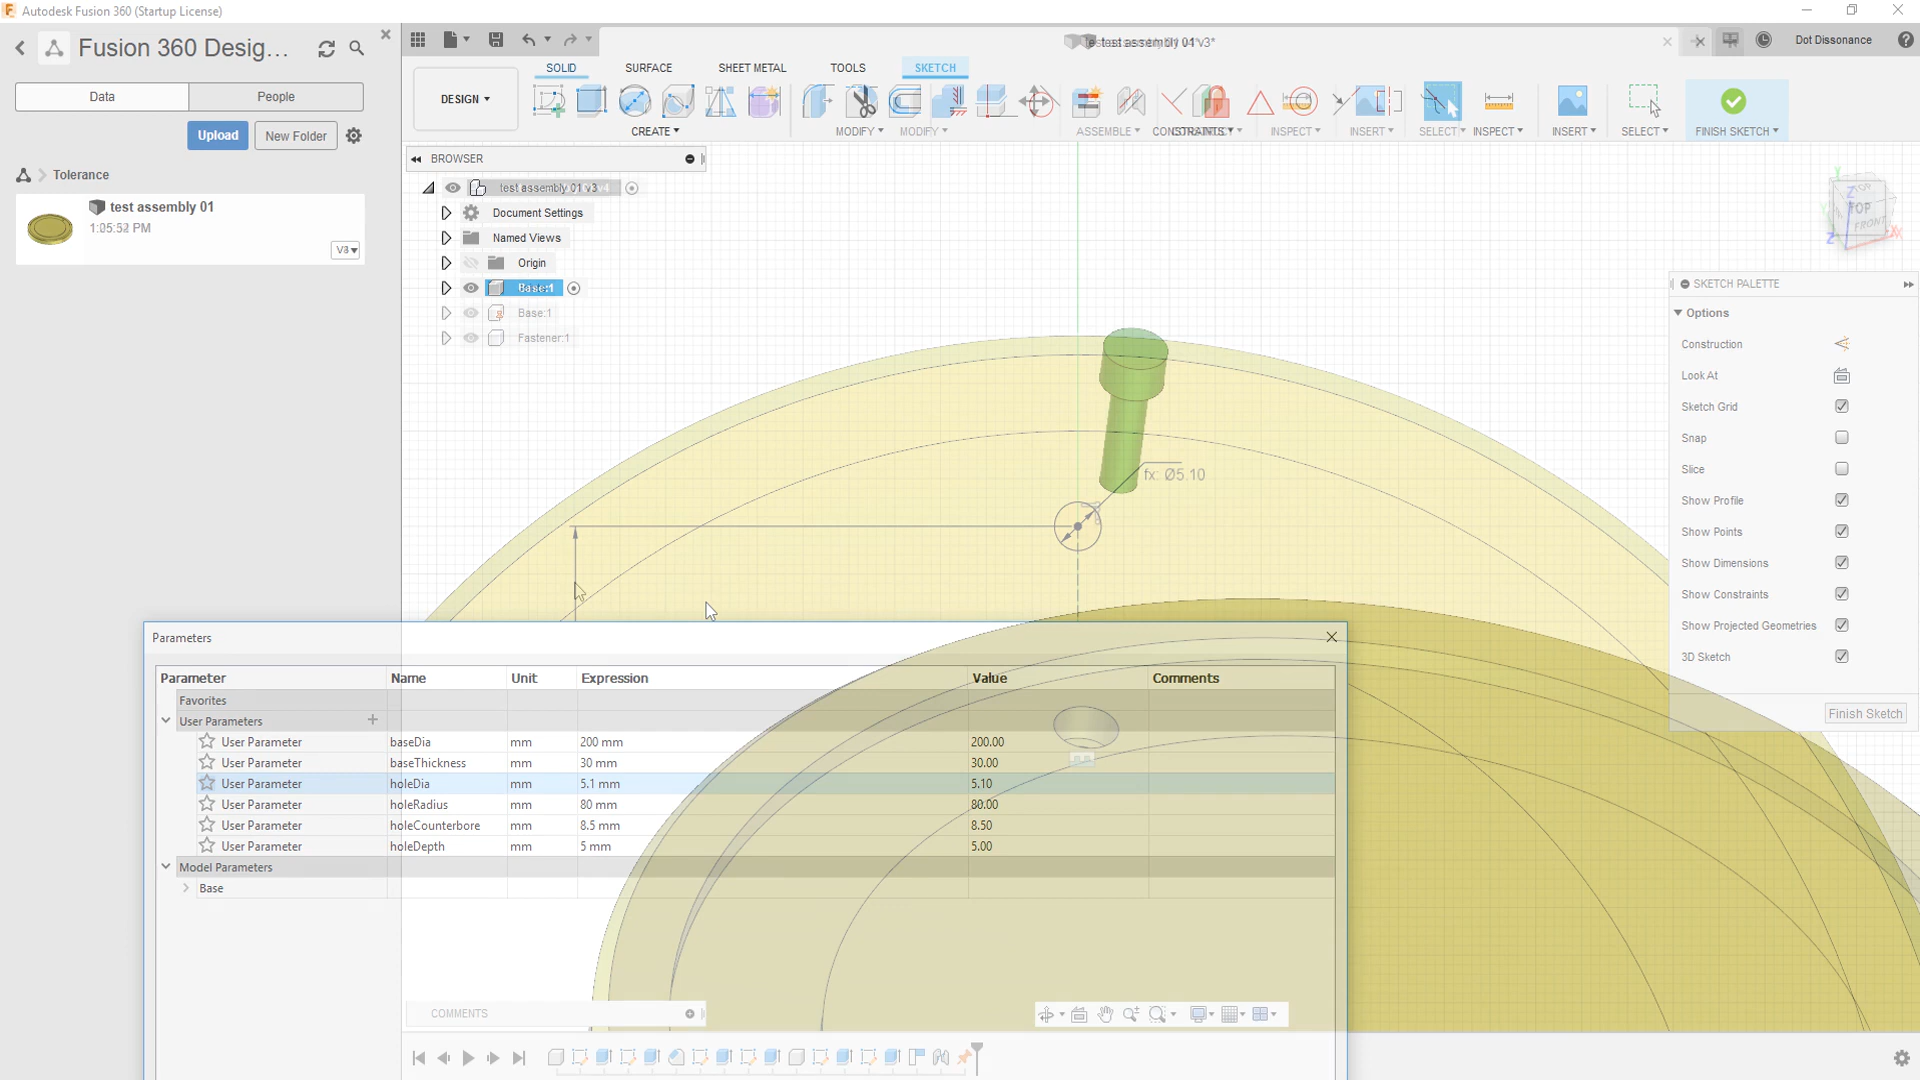 Autodesk Fusion 360 (Startup License)
Fusion 360 Desig...
Dot Dissonance
Data
People
Upload
New Folder
Tolerance
test assembly 01
1:05:52 PM
V3
SOLID
SURFACE
SHEET METAL
TOOLS
SKETCH
DESIGN
CREATE
MODIFY
MODIFY
ASSEMBLE
CONSTRAINTS
INSPECT
INSERT
SELECT
INSPECT
INSERT
SELECT
FINISH SKETCH
BROWSER
test assembly 01 v3
Document Settings
Named Views
Origin
Base:1
Base:1
Fastener:1
fx: Ø5.10
TOP
FRONT
SKETCH PALETTE
Options
Construction
Look At
Sketch Grid
Snap
Slice
Show Profile
Show Points
Show Dimensions
Show Constraints
Show Projected Geometries
3D Sketch
Finish Sketch
Parameters
Parameter Name Unit Expression Value Comments
Favorites
User Parameters
User Parameter baseDia mm 200 mm 200.00
User Parameter baseThickness mm 30 mm 30.00
User Parameter holeDia mm 5.1 mm 5.10
User Parameter holeRadius mm 80 mm 80.00
User Parameter holeCounterbore mm 8.5 mm 8.50
User Parameter holeDepth mm 5 mm 5.00
Model Parameters
Base
COMMENTS